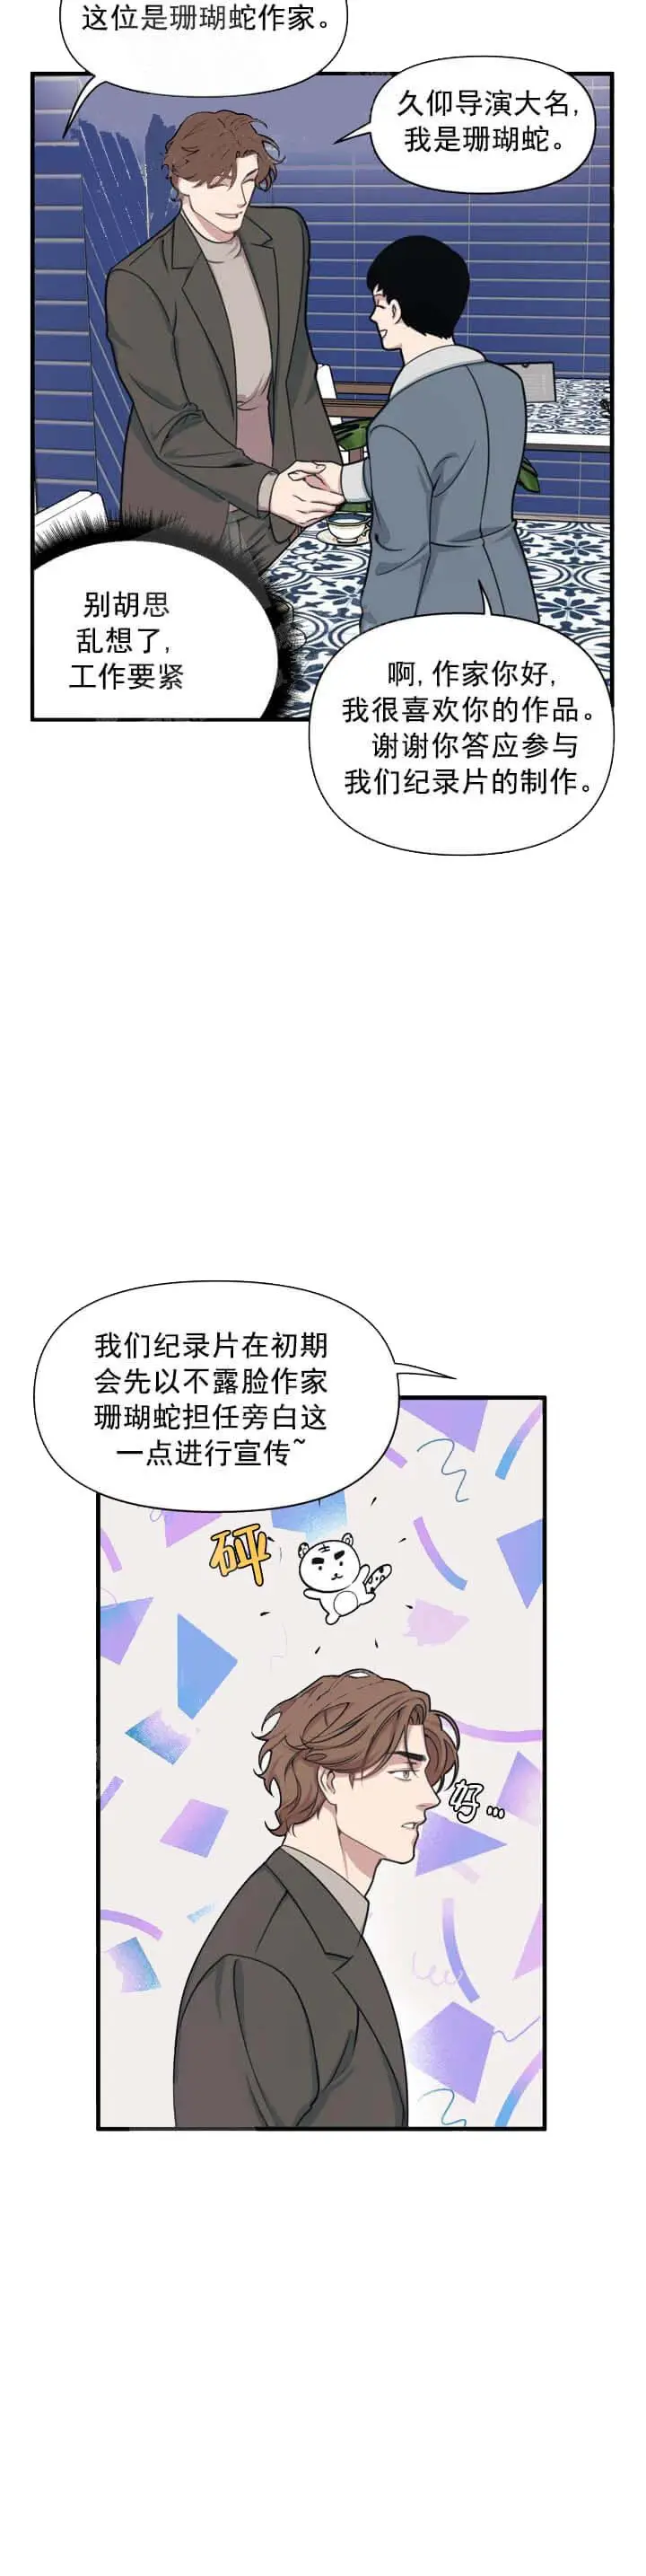 这位是珊瑚蛇作家。
久仰导演大名,
我是珊瑚蛇。
别胡思
乱想了,
工作要紧
啊,作家你好,
我很喜欢你的作品。
谢谢你答应参与
我们纪录片的制作。
我们纪录片在初期
会先以不露脸作家
珊瑚蛇担任旁白这
一点进行宣传~
砰
好...